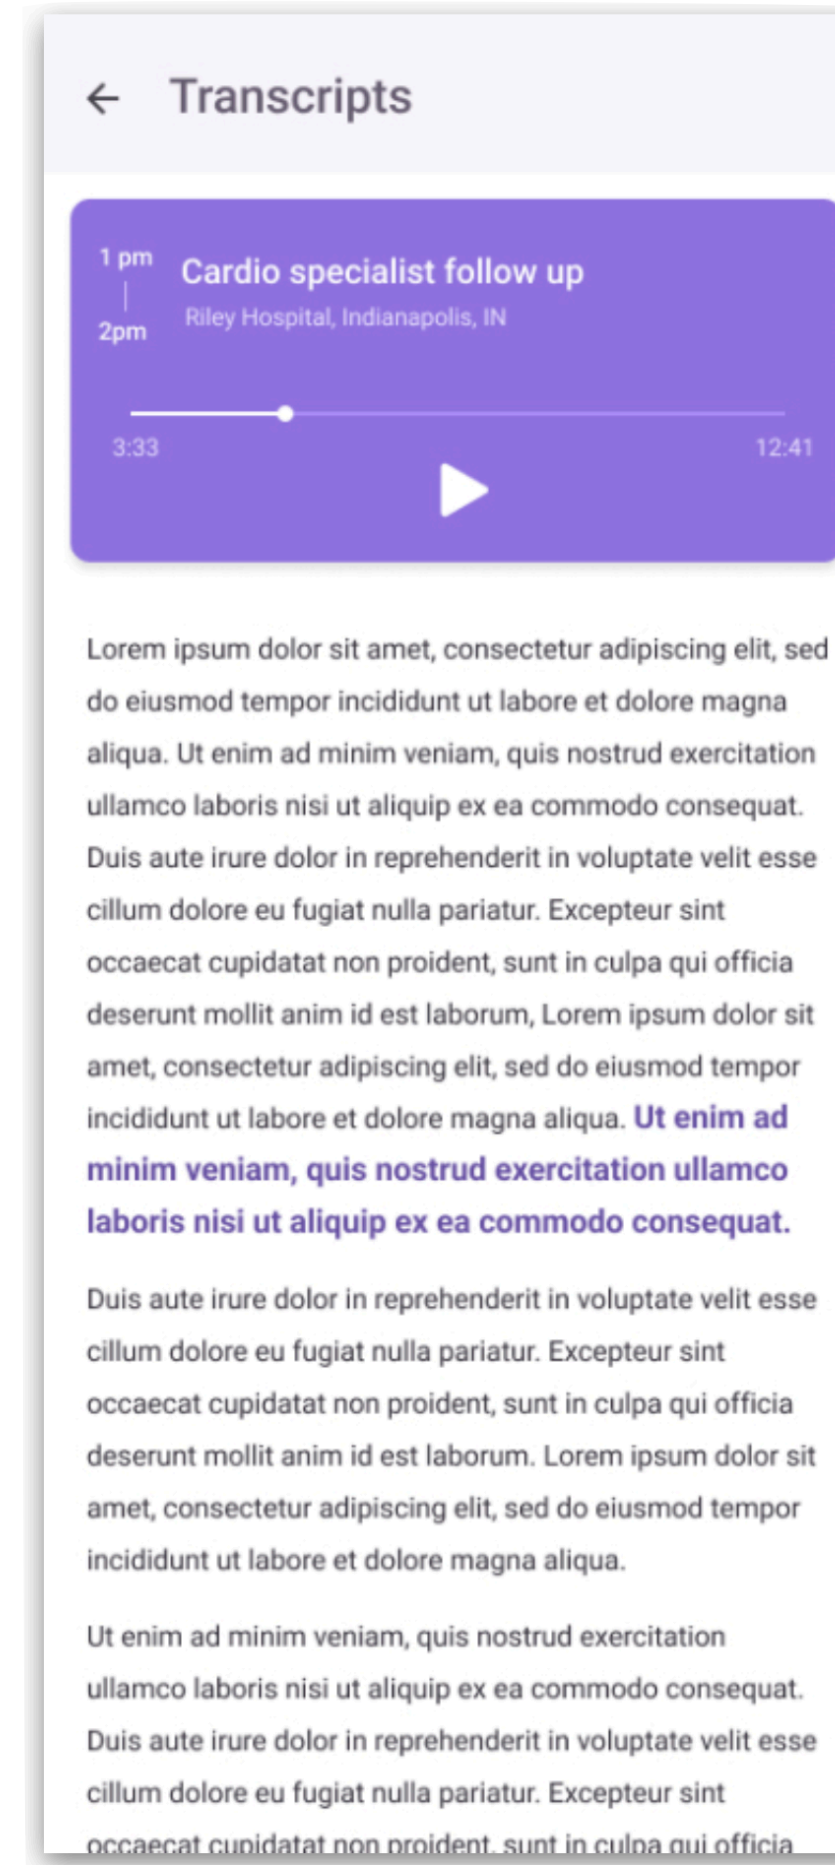 Transcripts
1 pm
2pm
Cardio specialist follow up
Riley Hospital, Indianapolis, IN
3:33
12:41
Lorem ipsum dolor sit amet, consectetur adipiscing elit, sed
do eiusmod tempor incididunt ut labore et dolore magna
aliqua. Ut enim ad minim veniam, quis nostrud exercitation
ullamco laboris nisi ut aliquip ex ea commodo consequat.
Duis aute irure dolor in reprehenderit in voluptate velit esse
cillum dolore eu fugiat nulla pariatur. Excepteur sint
occaecat cupidatat non proident, sunt in culpa qui officia
deserunt mollit anim id est laborum, Lorem ipsum dolor sit
amet, consectetur adipiscing elit, sed do eiusmod tempor
incididunt ut labore et dolore magna aliqua. Ut enim ad
minim veniam, quis nostrud exercitation ullamco
laboris nisi ut aliquip ex ea commodo consequat.
Duis aute irure dolor in reprehenderit in voluptate velit esse
cillum dolore eu fugiat nulla pariatur. Excepteur sint
occaecat cupidatat non proident, sunt in culpa qui officia
deserunt mollit anim id est laborum. Lorem ipsum dolor sit
amet, consectetur adipiscing elit, sed do eiusmod tempor
incididunt ut labore et dolore magna aliqua.
Ut enim ad minim veniam, quis nostrud exercitation
ullamco laboris nisi ut aliquip ex ea commodo consequat.
Duis aute irure dolor in reprehenderit in voluptate velit esse
cillum dolore eu fugiat nulla pariatur. Excepteur sint
occaecat cupidatat non proident, sunt in culpa qui officia